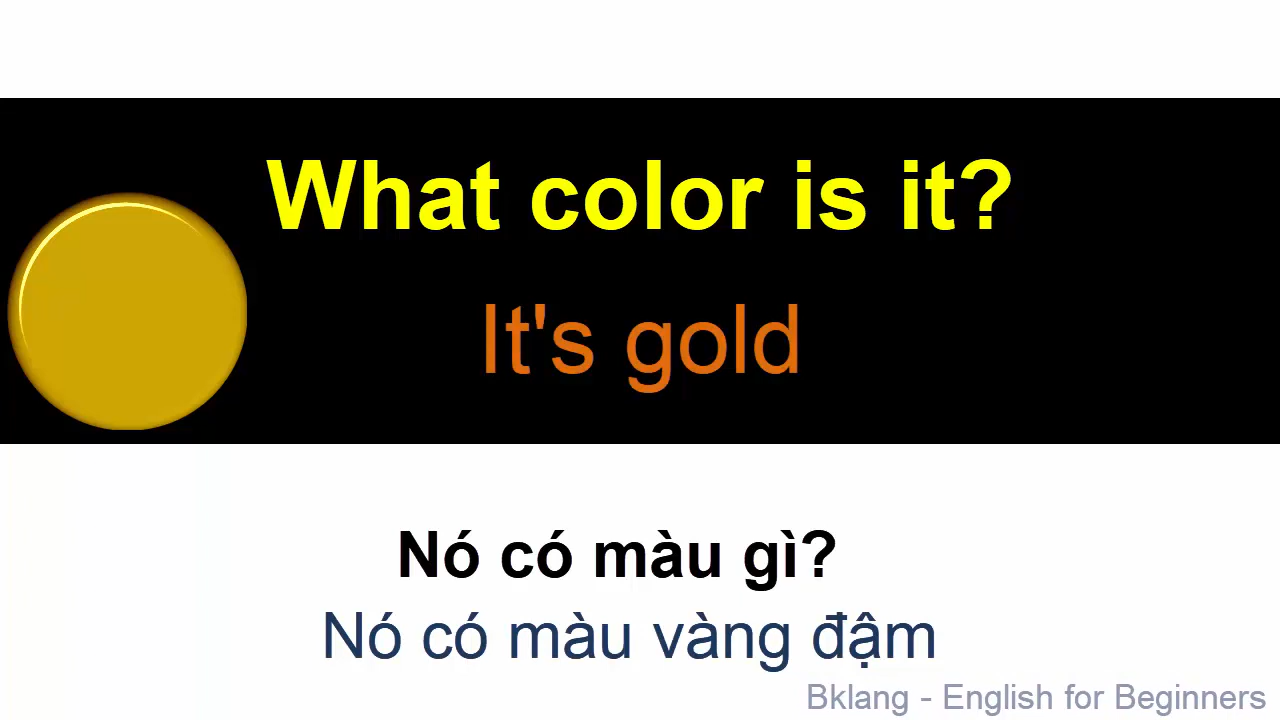 What color is it?
It's gold
Nó có màu gì?
Nó có màu vàng đậm
Bklang - English for Beginners